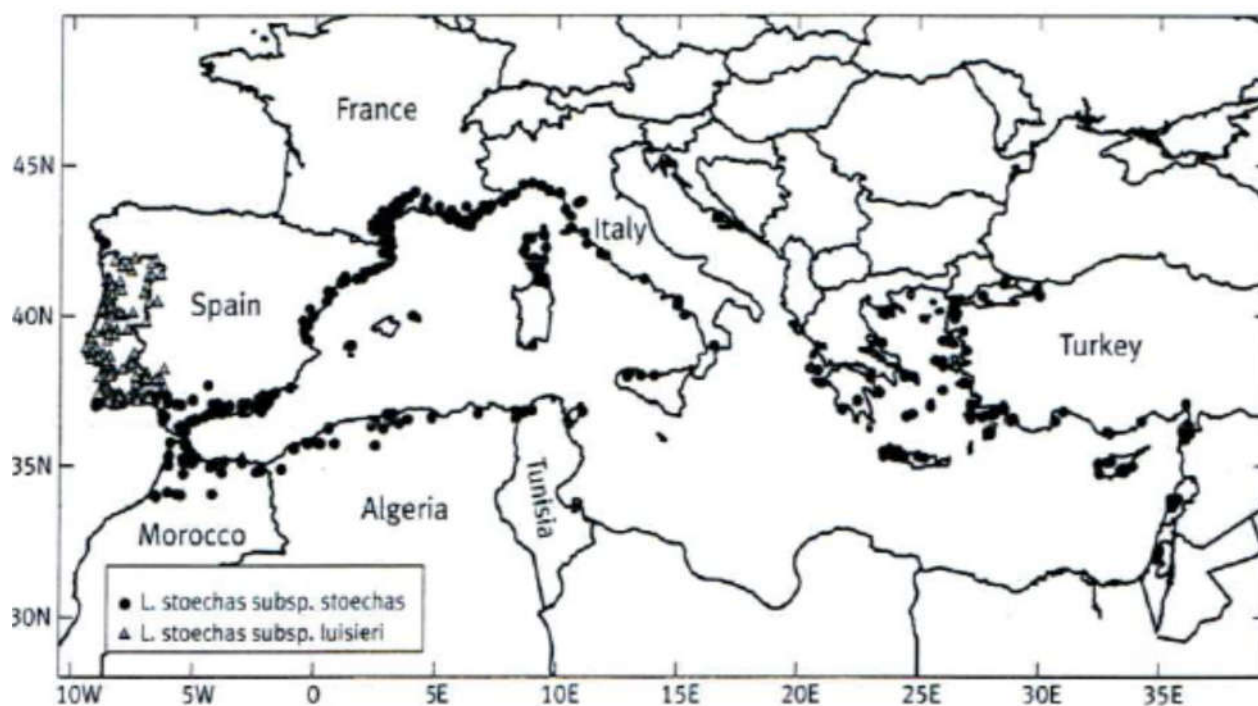 France
45N
Italy
40N
Spain
Turkey
35N
Tunisia
Algeria
Morocco
L. stoechas subsp. stoechas
L. stoechas subsp. luisieri
30N
10W 5W 0 5E 10E 15E 20E 25E 30E 35E